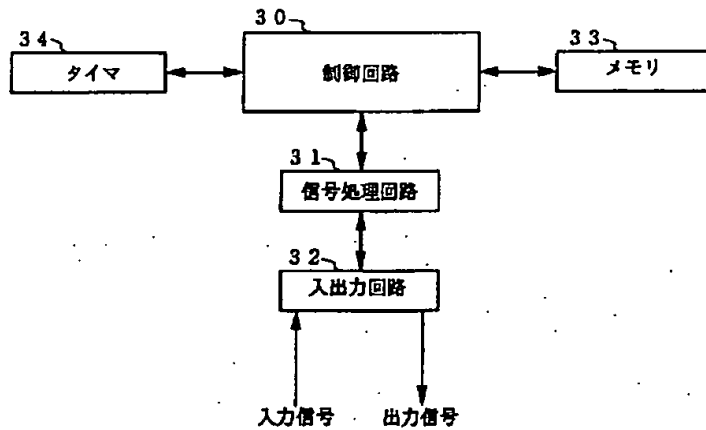 34
30
33
タイマ
制御回路
メモリ
31
信号処理回路
32
入出力回路
入力信号
出力信号